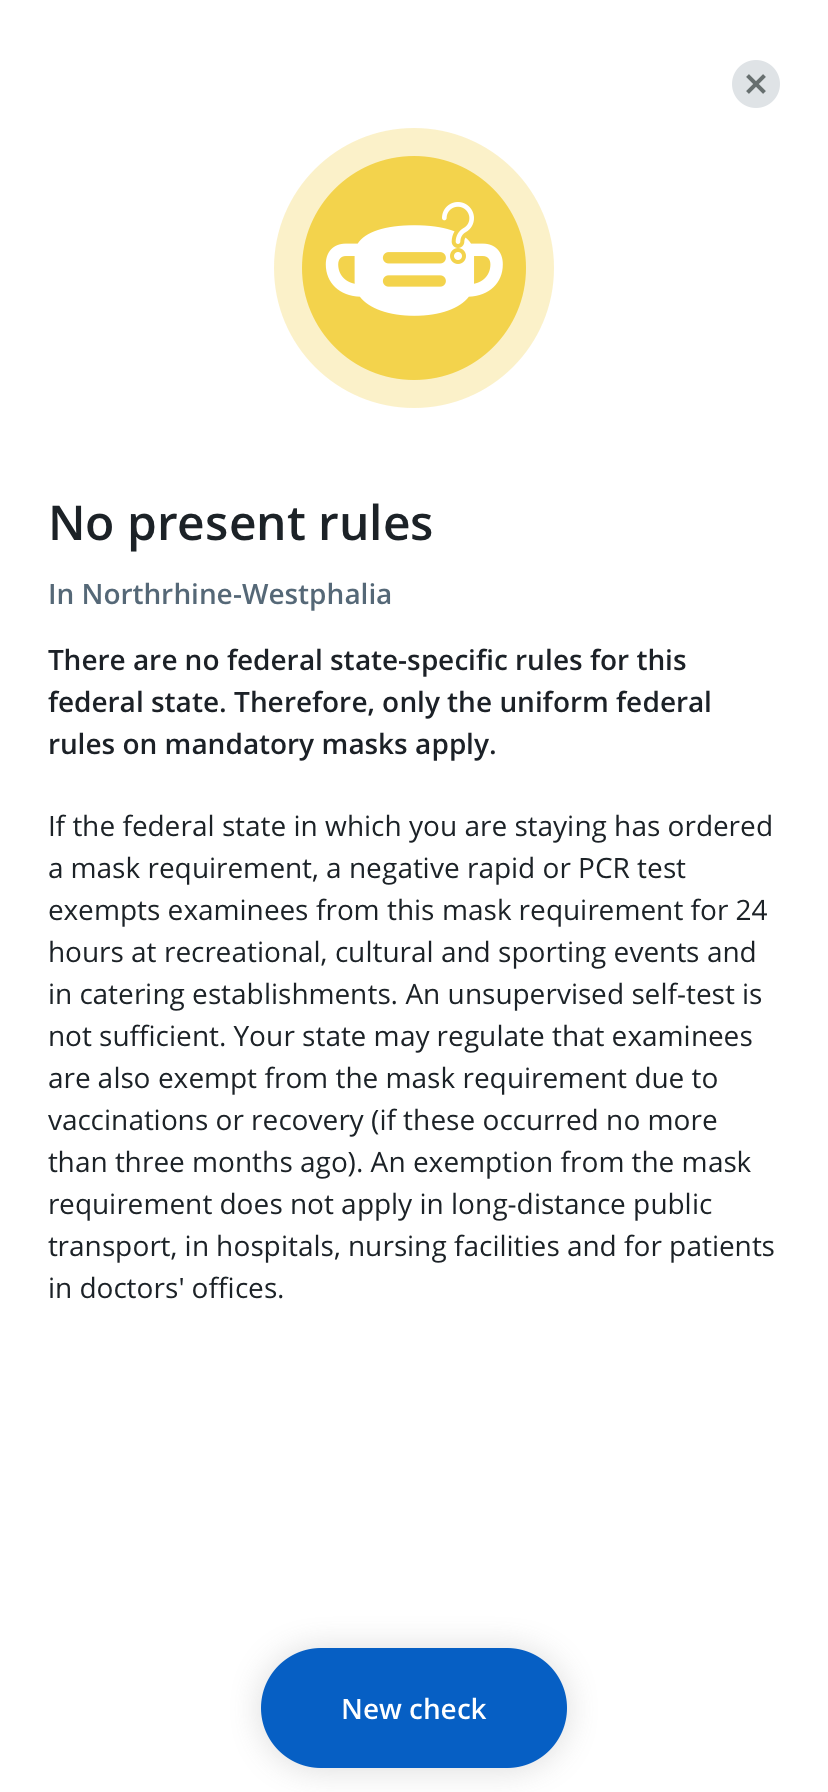 No present rules
In Northrhine-Westphalia
There are no federal state-specific rules for this
federal state. Therefore, only the uniform federal
rules on mandatory masks apply.
If the federal state in which you are staying has ordered
a mask requirement, a negative rapid or PCR test
exempts examinees from this mask requirement for 24
hours at recreational, cultural and sporting events and
in catering establishments. An unsupervised self-test is
not sufficient. Your state may regulate that examinees
are also exempt from the mask requirement due to
vaccinations or recovery (if these occurred no more
than three months ago). An exemption from the mask
requirement does not apply in long-distance public
transport, in hospitals, nursing facilities and for patients
in doctors' offices.
New check